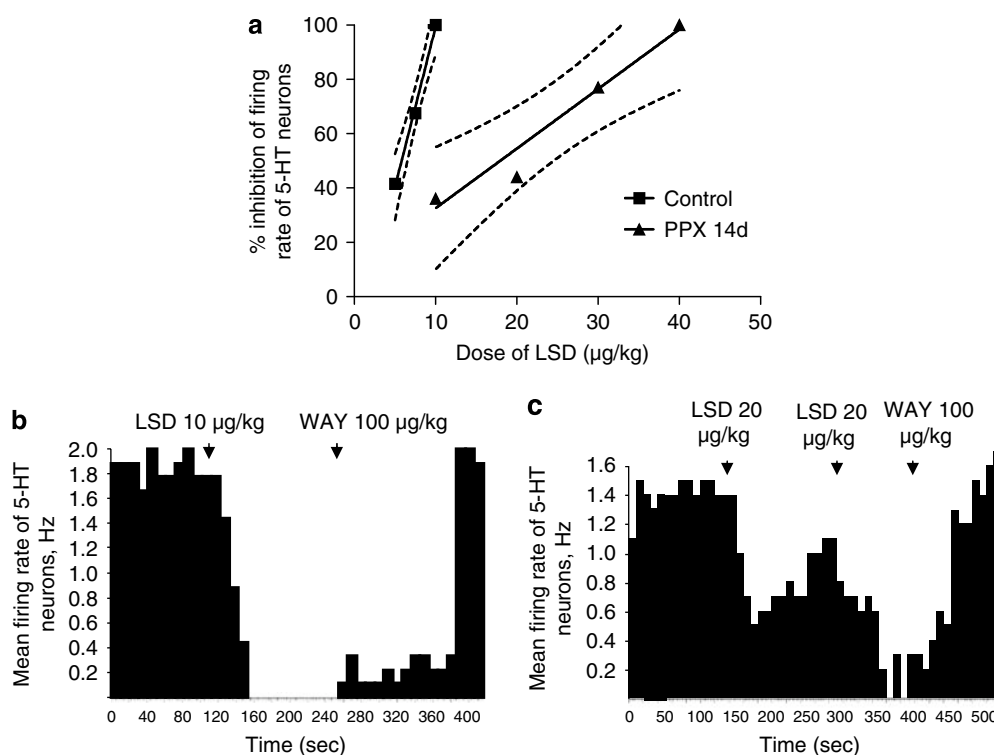 a
% inhibition of firing
rate of 5-HT neurons
100
80
60
40
20
0
0 10 20 30 40 50
Dose of LSD (µg/kg)
Control
PPX 14d
b
LSD 10 µg/kg
WAY 100 µg/kg
Mean firing rate of 5-HT
neurons, Hz
2.0
1.8
1.6
1.4
1.2
1.0
0.8
0.6
0.4
0.2
0 40 80 120 160 200 240 280 360 400
Time (sec)
c
LSD 20
µg/kg
LSD 20
µg/kg
WAY 100
µg/kg
Mean firing rate of 5-HT
neurons, Hz
1.6
1.4
1.2
1.0
0.8
0.6
0.4
0.2
0 50 150 200 250 300 350 400 450 500
Time (sec)